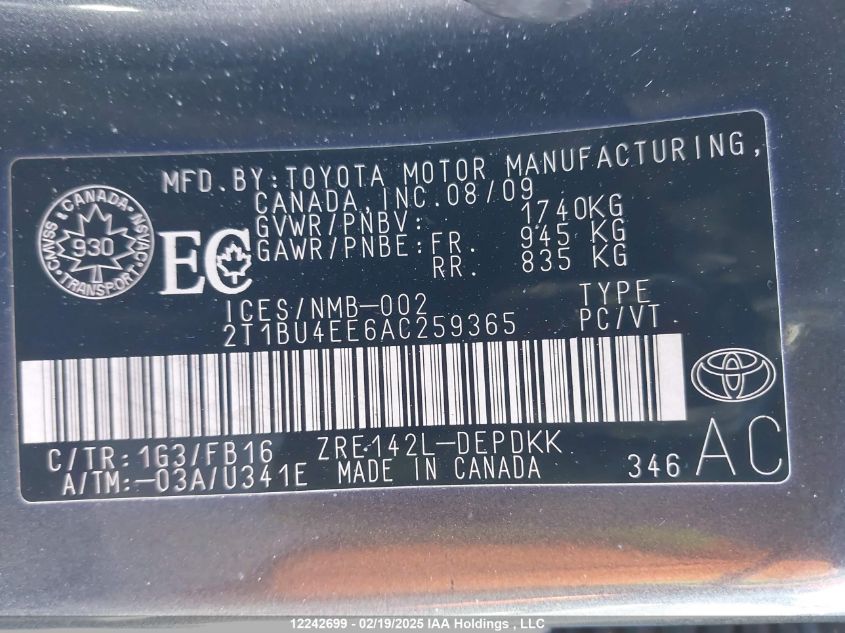 MFD. BY: TOYOTA MOTOR MANUFACTURING,
CANADA, INC. 08/09
GVWR/PNBV: 1740KG
GAWR/PNBE: FR. 945 KG
RR. 835 KG
CANADA
CMVSS 930 NSVAC
TRANSPORT
EC
ICES/NMB-002 TYPE
2T1BU4EE6AC259365 PC/VT
C/TR: 1G3/FB16 ZRE142L-DEPDKK
A/TM:-03A/U341E MADE IN CANADA 346 AC
12242699 - 02/19/2025 IAA Holdings , LLC